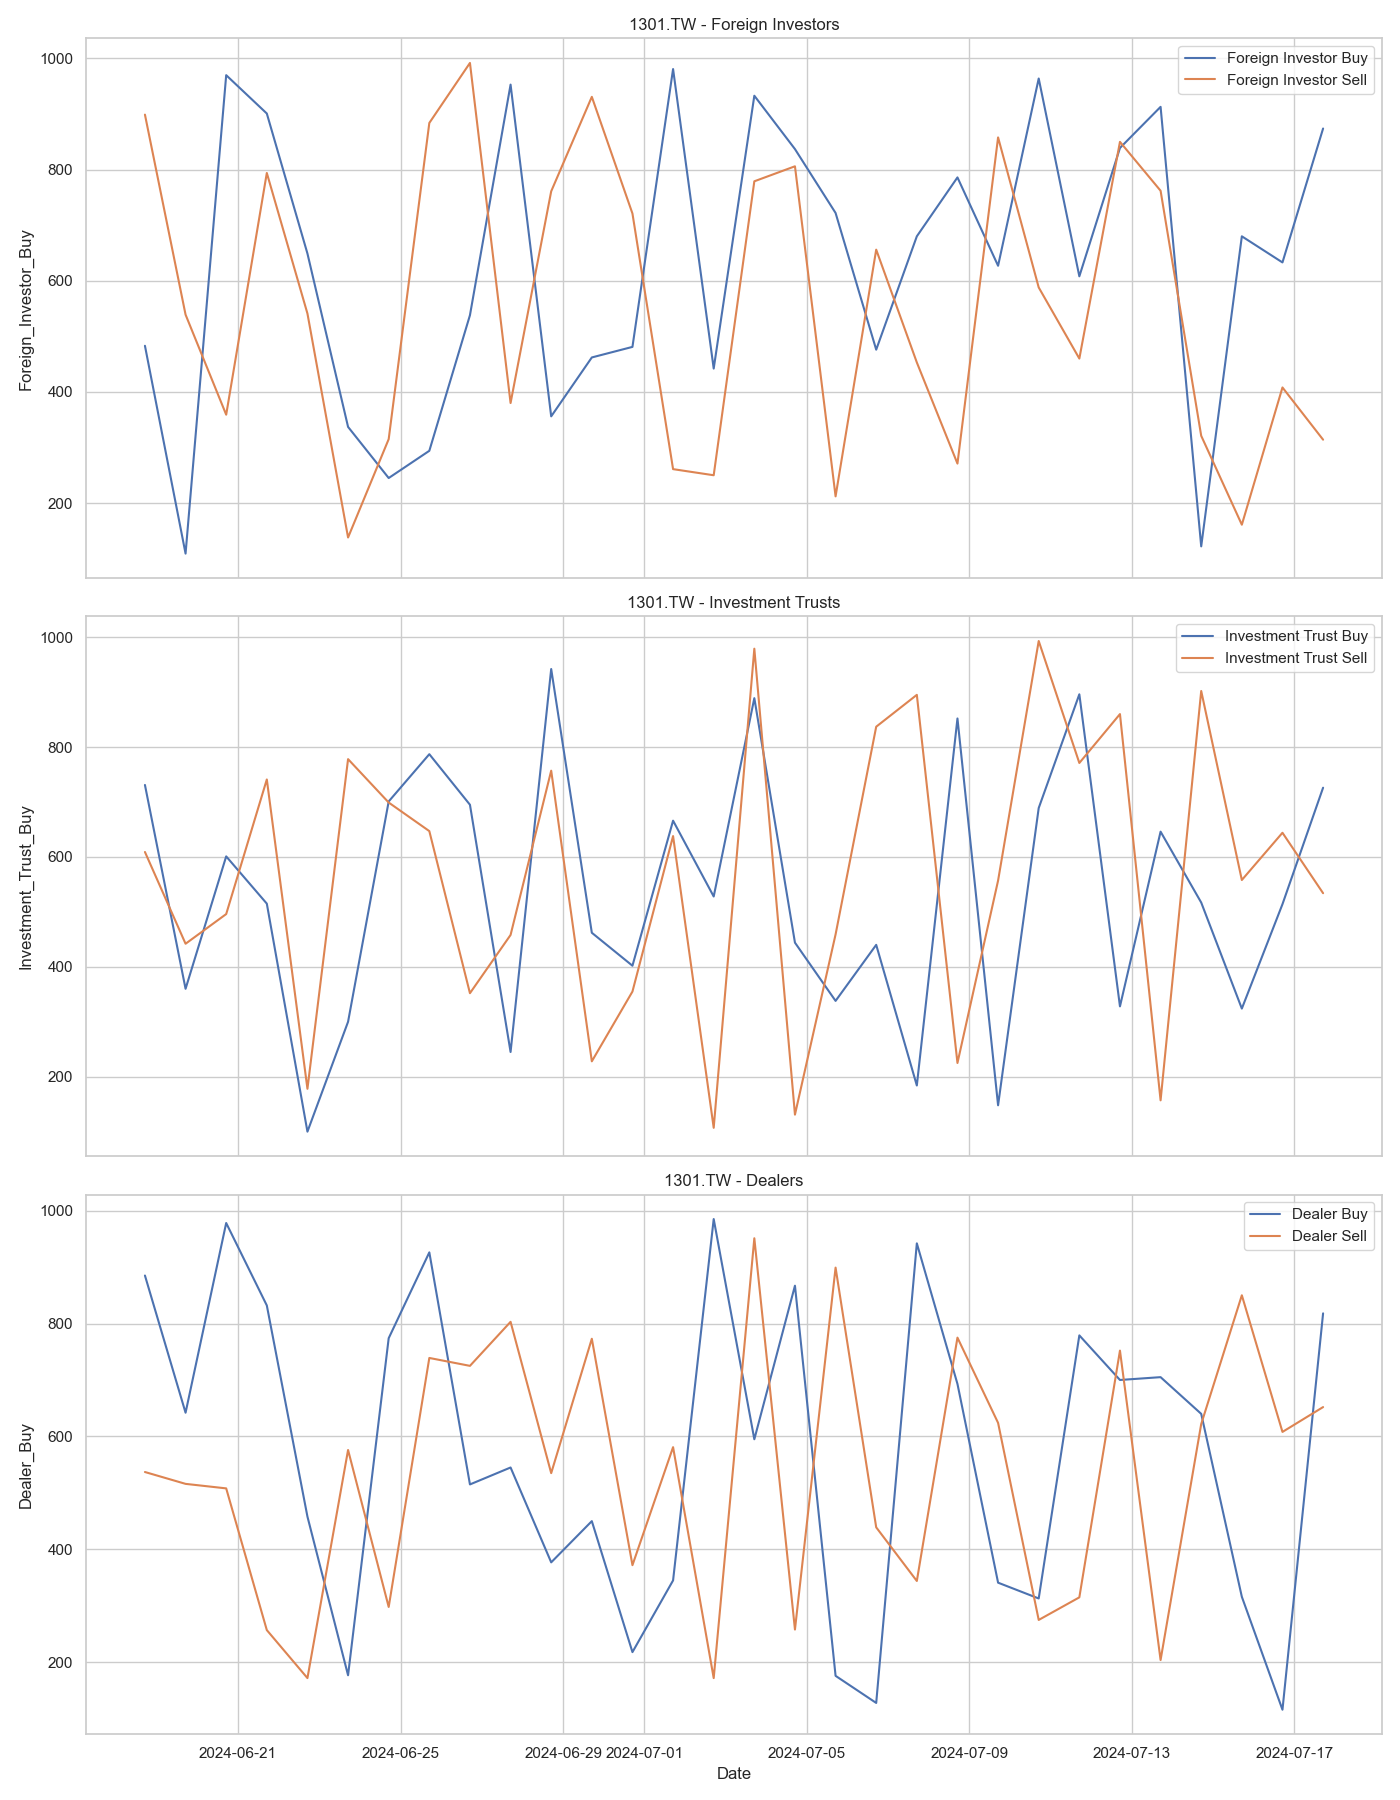 1301.TW - Foreign Investors
Foreign Investor Buy
Foreign Investor Sell
1000
800
600
400
200
Foreign_Investor_Buy
1301.TW - Investment Trusts
Investment Trust Buy
Investment Trust Sell
1000
800
600
400
200
Investment_Trust_Buy
1301.TW - Dealers
Dealer Buy
Dealer Sell
1000
800
600
400
200
Dealer_Buy
2024-06-21 2024-06-25 2024-06-29 2024-07-01 2024-07-05 2024-07-09 2024-07-13 2024-07-17
Date